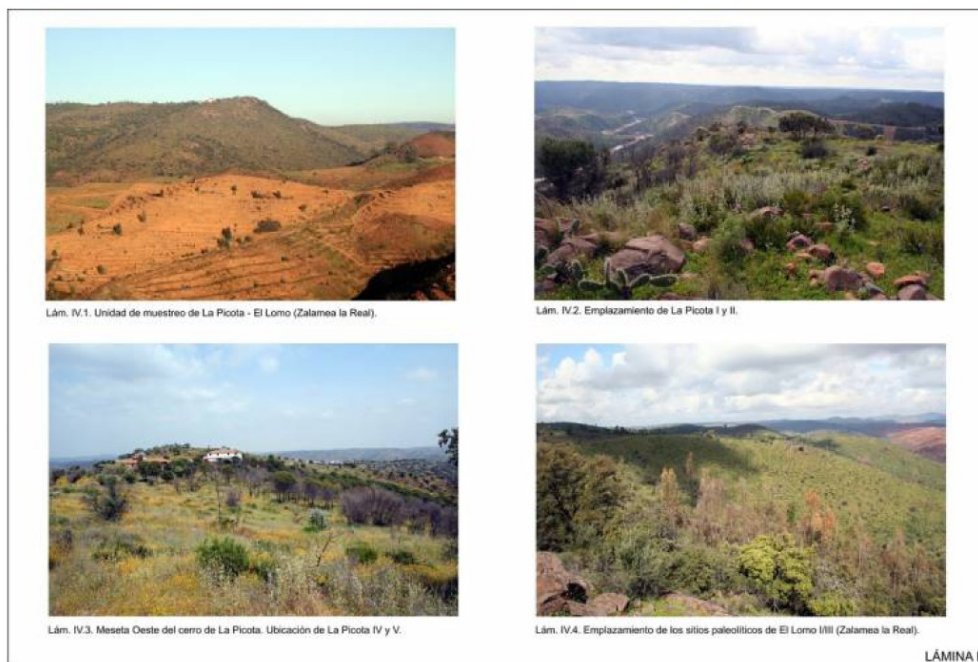 Lám. IV.1. Unidad de muestreo de La Picota - El Lomo (Zalamea la Real).
Lám. IV.2. Emplazamiento de La Picota I y II.
Lám. IV.3. Meseta Oeste del cerro de La Picota. Ubicación de La Picota IV y V.
Lám. IV.4. Emplazamiento de los sitios paleolíticos de El Lomo I/III (Zalamea la Real).
LÁMINA